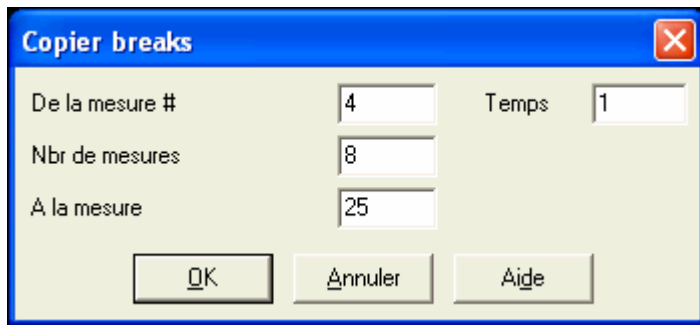 Copier breaks
De la mesure # 4 Temps 1
Nbr de mesures 8
A la mesure 25
OK Annuler Aide